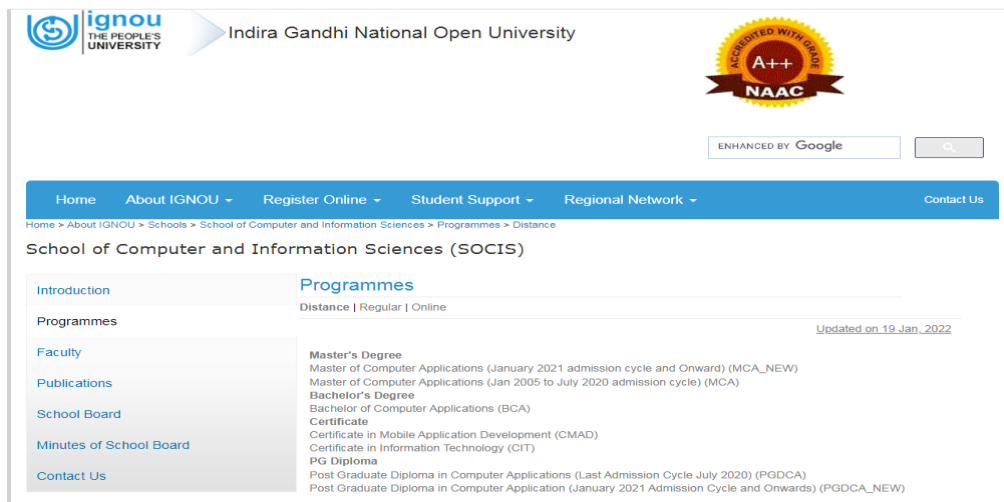 ignou
THE PEOPLE'S
UNIVERSITY
Indira Gandhi National Open University
ACCREDITED WITH GRADE
A++
NAAC
ENHANCED BY Google
Home About IGNOU Register Online Student Support Regional Network Contact Us
Home > About IGNOU > Schools > School of Computer and Information Sciences > Programmes > Distance
School of Computer and Information Sciences (SOCIS)
Introduction
Programmes
Faculty
Publications
School Board
Minutes of School Board
Contact Us
Programmes
Distance | Regular | Online
Updated on 19 Jan, 2022
Master's Degree
Master of Computer Applications (January 2021 admission cycle and Onward) (MCA_NEW)
Master of Computer Applications (Jan 2005 to July 2020 admission cycle) (MCA)
Bachelor's Degree
Bachelor of Computer Applications (BCA)
Certificate
Certificate in Mobile Application Development (CMAD)
Certificate in Information Technology (CIT)
PG Diploma
Post Graduate Diploma in Computer Applications (Last Admission Cycle July 2020) (PGDCA)
Post Graduate Diploma in Computer Application (January 2021 Admission Cycle and Onwards) (PGDCA_NEW)